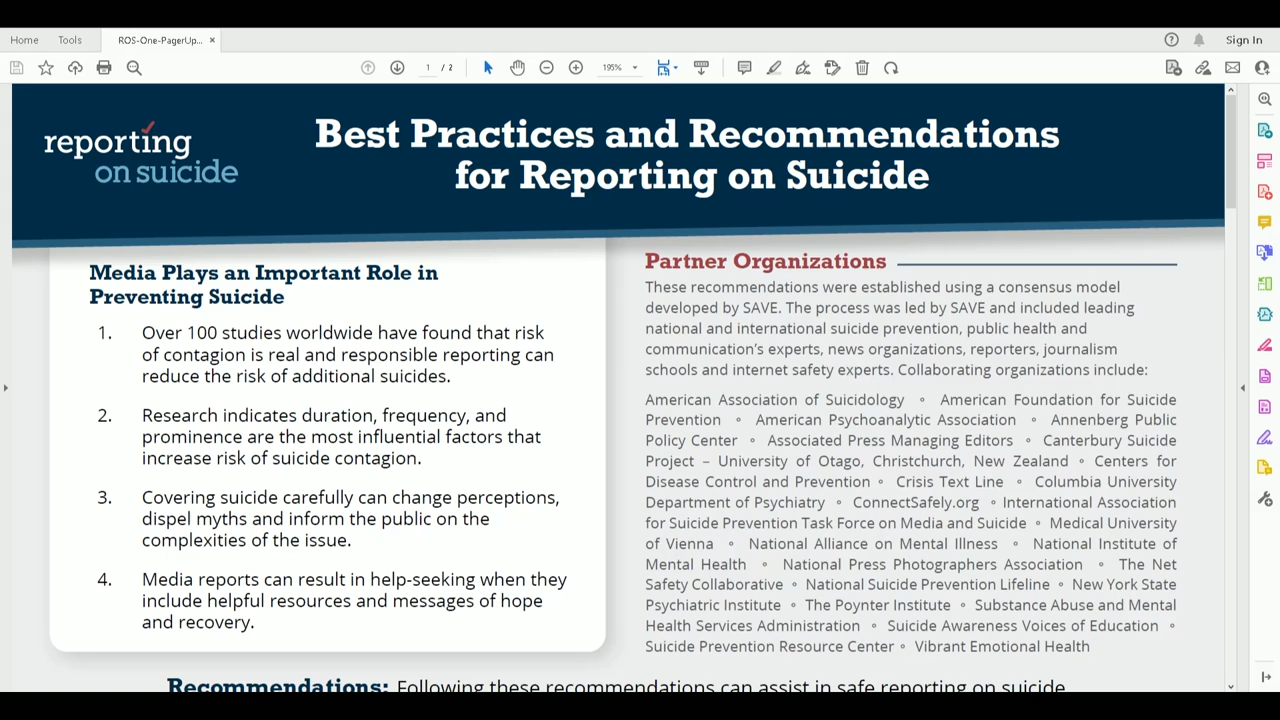 Home Tools ROS-One-PagerUp... × Sign In
1 / 2 195%
reporting
on suicide
Best Practices and Recommendations
for Reporting on Suicide
Media Plays an Important Role in
Preventing Suicide
1. Over 100 studies worldwide have found that risk
of contagion is real and responsible reporting can
reduce the risk of additional suicides.
2. Research indicates duration, frequency, and
prominence are the most influential factors that
increase risk of suicide contagion.
3. Covering suicide carefully can change perceptions,
dispel myths and inform the public on the
complexities of the issue.
4. Media reports can result in help-seeking when they
include helpful resources and messages of hope
and recovery.
Partner Organizations
These recommendations were established using a consensus model
developed by SAVE. The process was led by SAVE and included leading
national and international suicide prevention, public health and
communication's experts, news organizations, reporters, journalism
schools and internet safety experts. Collaborating organizations include:
American Association of Suicidology ◦ American Foundation for Suicide
Prevention ◦ American Psychoanalytic Association ◦ Annenberg Public
Policy Center ◦ Associated Press Managing Editors ◦ Canterbury Suicide
Project – University of Otago, Christchurch, New Zealand ◦ Centers for
Disease Control and Prevention ◦ Crisis Text Line ◦ Columbia University
Department of Psychiatry ◦ ConnectSafely.org ◦ International Association
for Suicide Prevention Task Force on Media and Suicide ◦ Medical University
of Vienna ◦ National Alliance on Mental Illness ◦ National Institute of
Mental Health ◦ National Press Photographers Association ◦ The Net
Safety Collaborative ◦ National Suicide Prevention Lifeline ◦ New York State
Psychiatric Institute ◦ The Poynter Institute ◦ Substance Abuse and Mental
Health Services Administration ◦ Suicide Awareness Voices of Education ◦
Suicide Prevention Resource Center ◦ Vibrant Emotional Health
Recommendations: Following these recommendations can assist in safe reporting on suicide